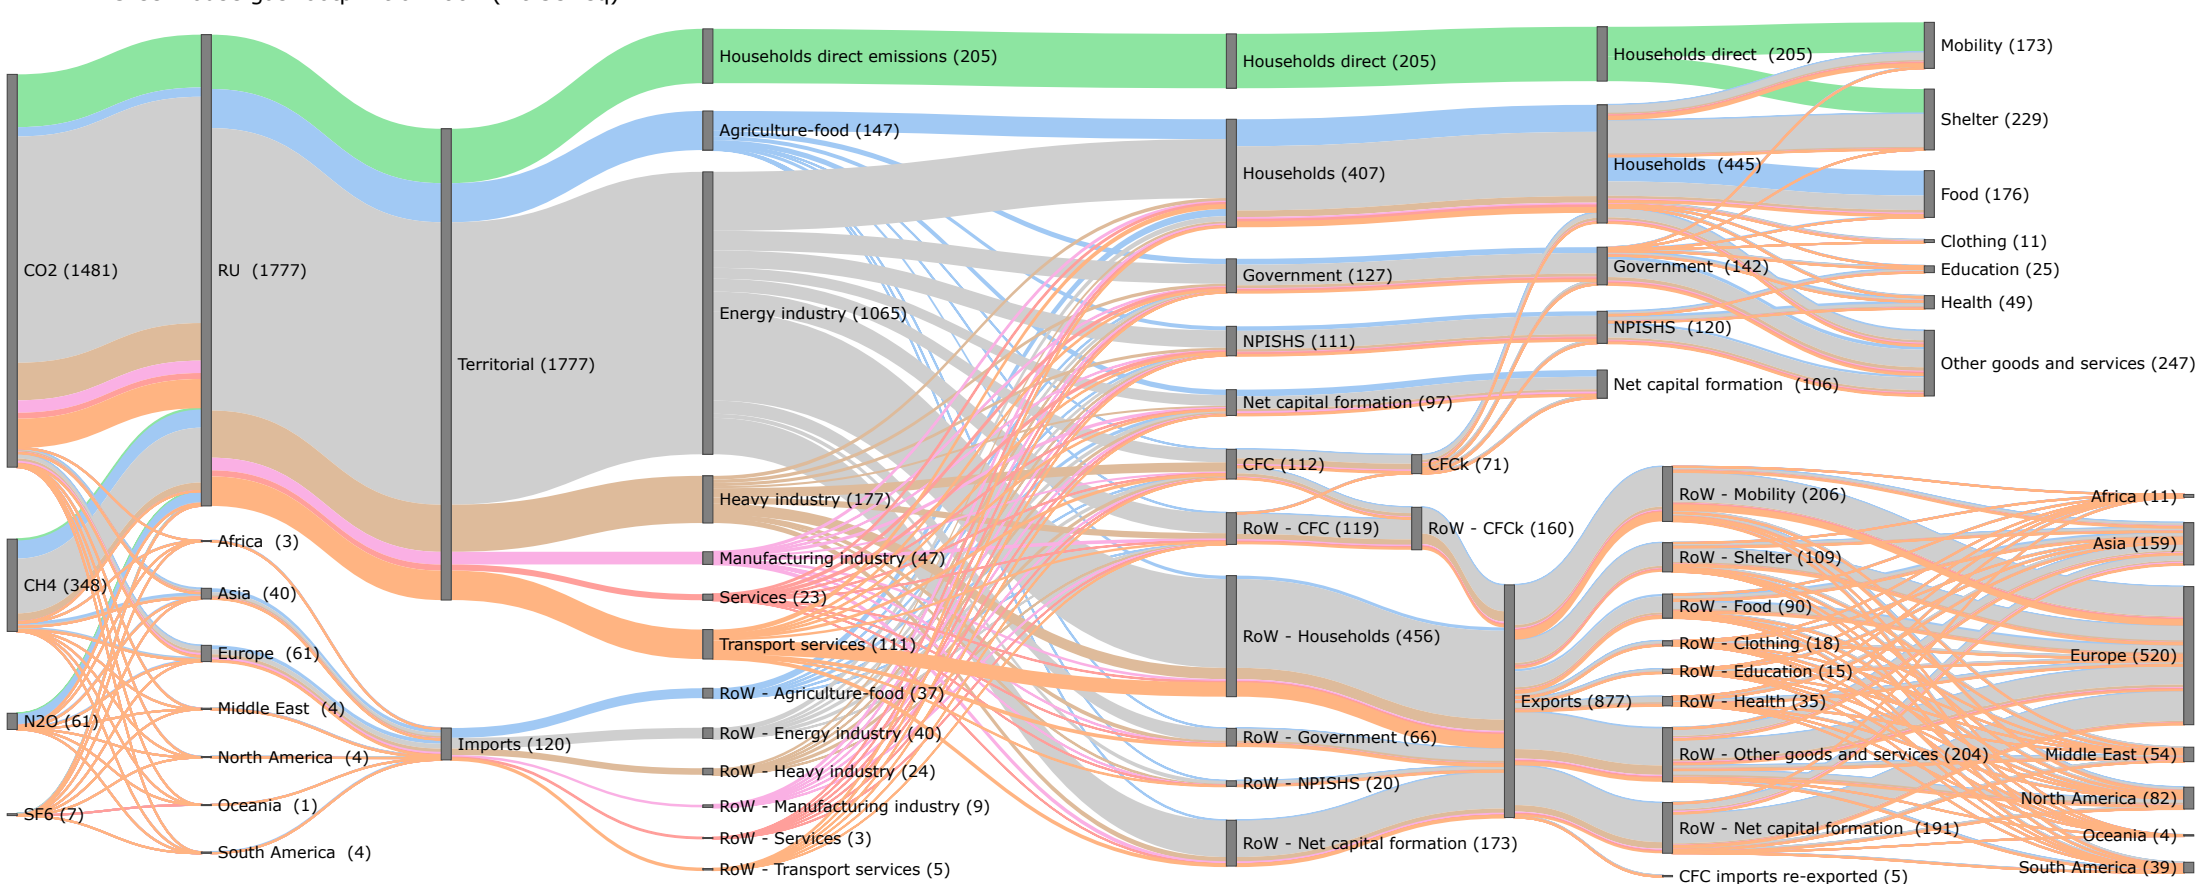 CO2 (1481)
CH4 (348)
N2O (61)
SF6 (7)
RU (1777)
Africa (3)
Asia (40)
Europe (61)
Middle East (4)
North America (4)
Oceania (1)
South America (4)
Territorial (1777)
Imports (120)
Households direct emissions (205)
Agriculture-food (147)
Energy industry (1065)
Heavy industry (177)
Manufacturing industry (47)
Services (23)
Transport services (111)
RoW - Agriculture-food (37)
RoW - Energy industry (40)
RoW - Heavy industry (24)
RoW - Manufacturing industry (9)
RoW - Services (3)
RoW - Transport services (5)
Households direct (205)
Households (407)
Government (127)
NPISHS (111)
Net capital formation (97)
CFC (112)
RoW - CFC (119)
RoW - Households (456)
RoW - Government (66)
RoW - NPISHS (20)
RoW - Net capital formation (173)
CFCk (71)
RoW - CFCk (160)
Exports (877)
Households direct (205)
Households (445)
Government (142)
NPISHS (120)
Net capital formation (106)
RoW - Mobility (206)
RoW - Shelter (109)
RoW - Food (90)
RoW - Clothing (18)
RoW - Education (15)
RoW - Health (35)
RoW - Other goods and services (204)
RoW - Net capital formation (191)
CFC imports re-exported (5)
Mobility (173)
Shelter (229)
Food (176)
Clothing (11)
Education (25)
Health (49)
Other goods and services (247)
Africa (11)
Asia (159)
Europe (520)
Middle East (54)
North America (82)
Oceania (4)
South America (39)